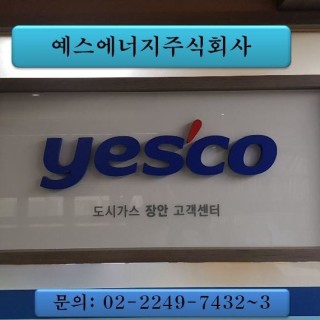 예스에너지주식회사
yesco
도시가스 장안 고객센터
문의: 02-2249-7432~3